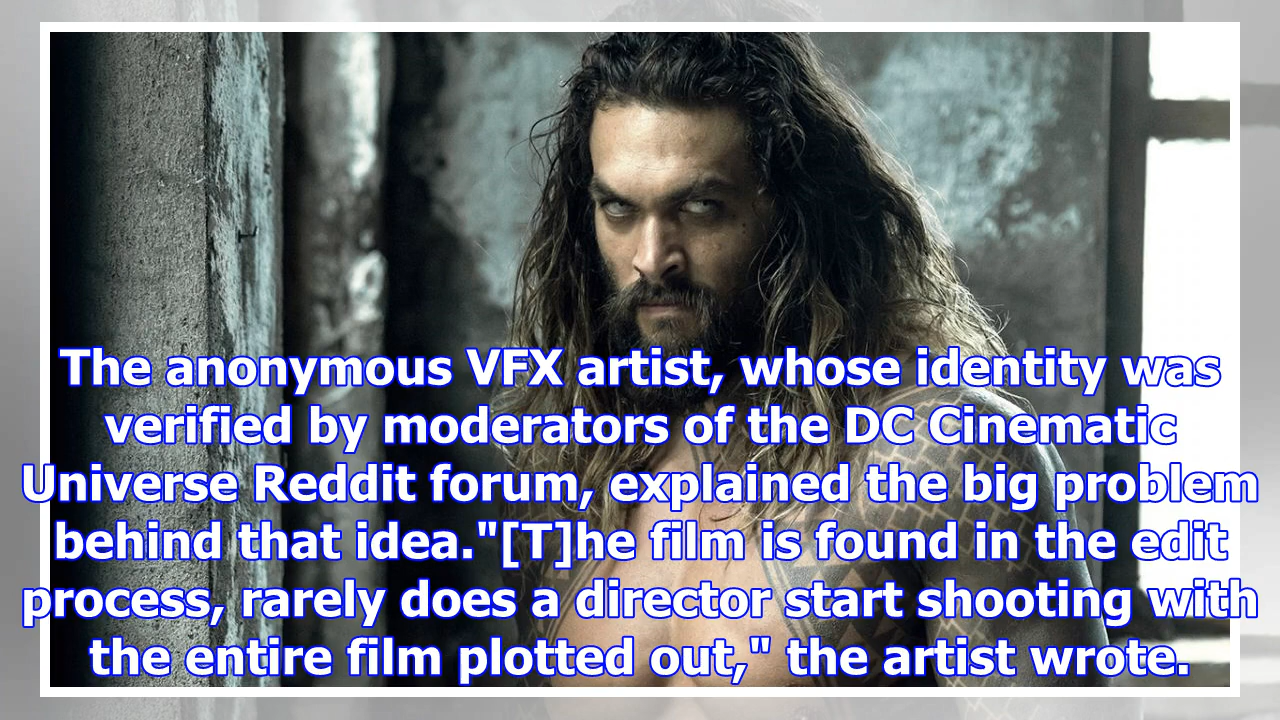 The anonymous VFX artist, whose identity was
verified by moderators of the DC Cinematic
Universe Reddit forum, explained the big problem
behind that idea."[T]he film is found in the edit
process, rarely does a director start shooting with
the entire film plotted out," the artist wrote.